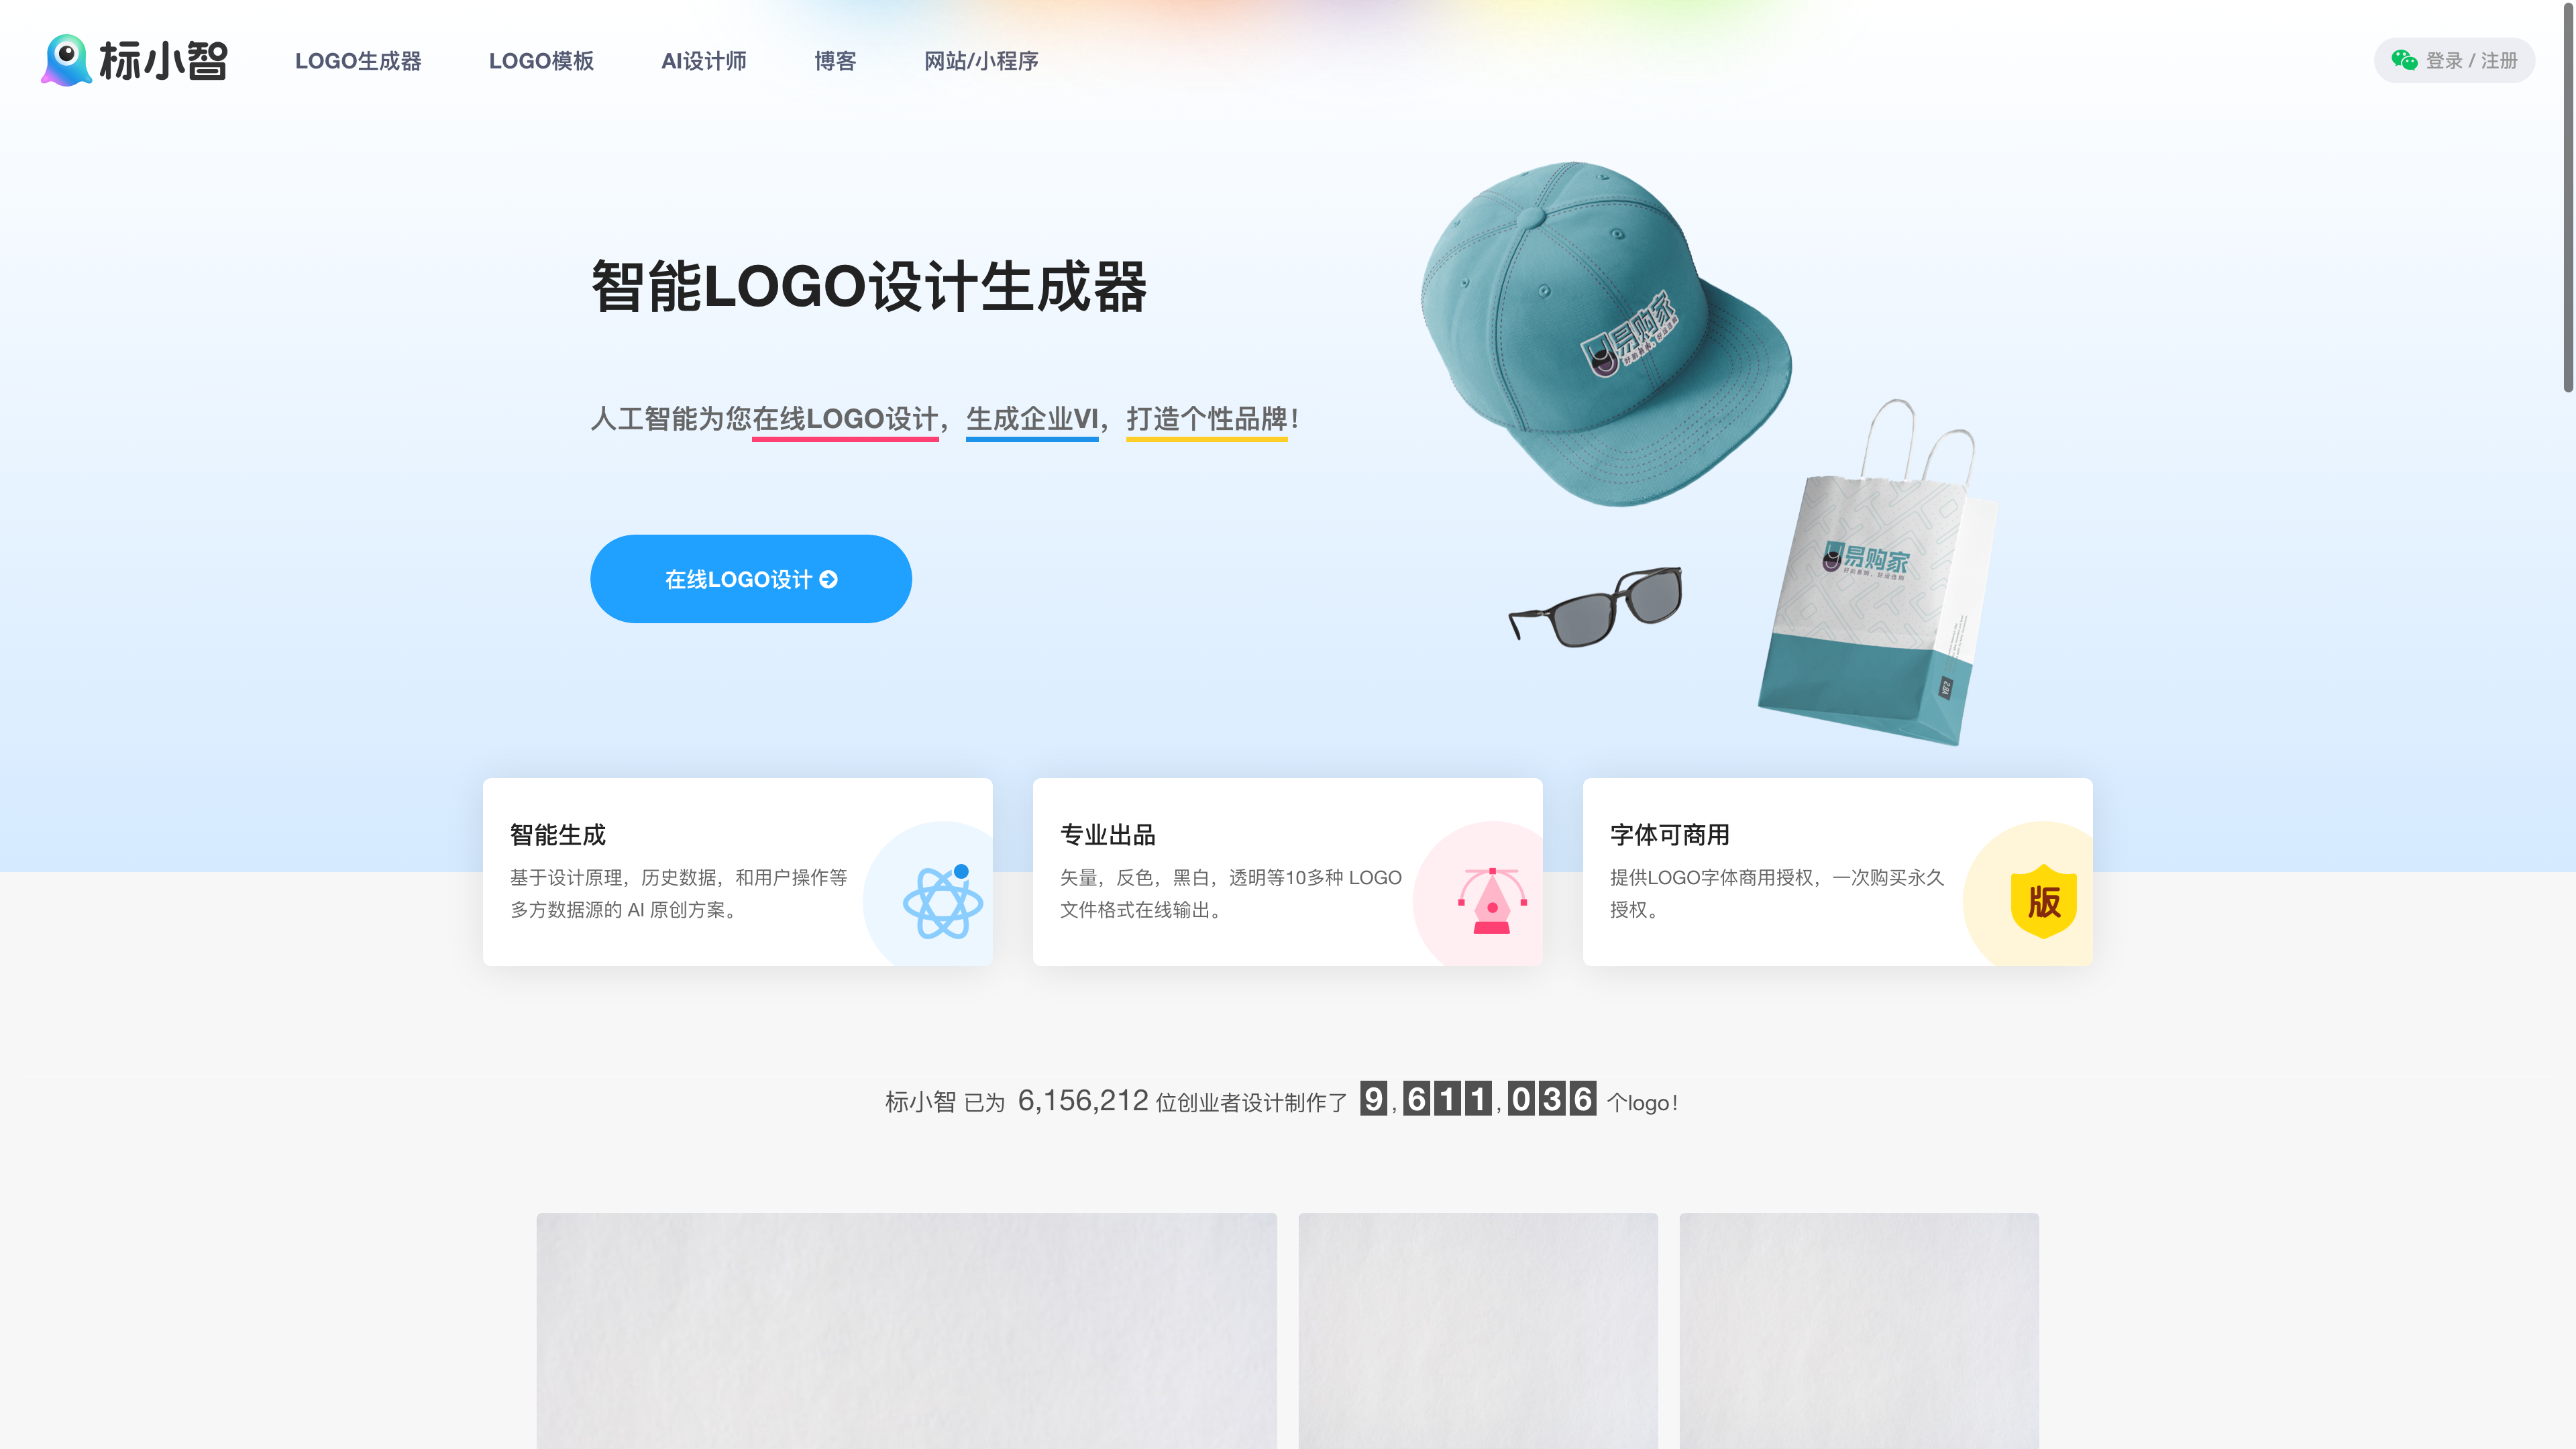 标小智
LOGO生成器
LOGO模板
AI设计师
博客
网站/小程序
登录 / 注册
智能LOGO设计生成器
人工智能为您在线LOGO设计，生成企业VI，打造个性品牌！
在线LOGO设计
易购家
易购家
智能生成
基于设计原理，历史数据，和用户操作等
多方数据源的 AI 原创方案。
专业出品
矢量，反色，黑白，透明等10多种 LOGO
文件格式在线输出。
字体可商用
提供LOGO字体商用授权，一次购买永久
授权。
版
标小智 已为 6,156,212 位创业者设计制作了 9,611,036 个logo！